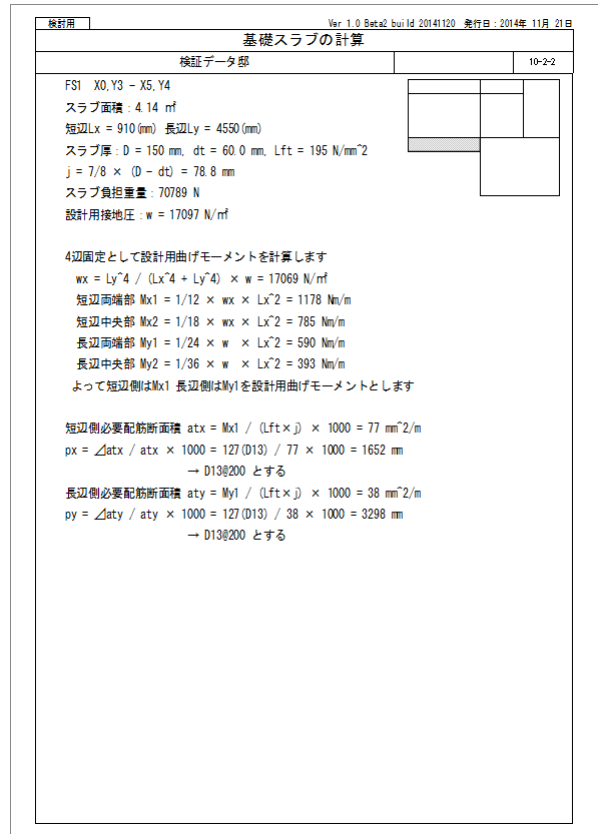 検討用
Ver 1.0 Beta2 build 20141120 発行日：2014年 11月 21日
基礎スラブの計算
検証データ邸
10-2-2
FS1 X0,Y3 - X5,Y4
スラブ面積：4.14 ㎡
短辺Lx = 910(mm) 長辺Ly = 4550(mm)
スラブ厚：D = 150 mm, dt = 60.0 mm, Lft = 195 N/mm^2
j = 7/8 × (D - dt) = 78.8 mm
スラブ負担重量：70789 N
設計用接地圧：w = 17097 N/㎡
4辺固定として設計用曲げモーメントを計算します
wx = Ly^4 / (Lx^4 + Ly^4) × w = 17069 N/㎡
短辺両端部 Mx1 = 1/12 × wx × Lx^2 = 1178 Nm/m
短辺中央部 Mx2 = 1/18 × wx × Lx^2 = 785 Nm/m
長辺両端部 My1 = 1/24 × w × Lx^2 = 590 Nm/m
長辺中央部 My2 = 1/36 × w × Lx^2 = 393 Nm/m
よって短辺側はMx1 長辺側はMy1を設計用曲げモーメントとします
短辺側必要配筋断面積 atx = Mx1 / (Lft×j) × 1000 = 77 mm^2/m
px = ⊿atx / atx × 1000 = 127(D13) / 77 × 1000 = 1652 mm
→ D13@200 とする
長辺側必要配筋断面積 aty = My1 / (Lft×j) × 1000 = 38 mm^2/m
py = ⊿aty / aty × 1000 = 127(D13) / 38 × 1000 = 3298 mm
→ D13@200 とする